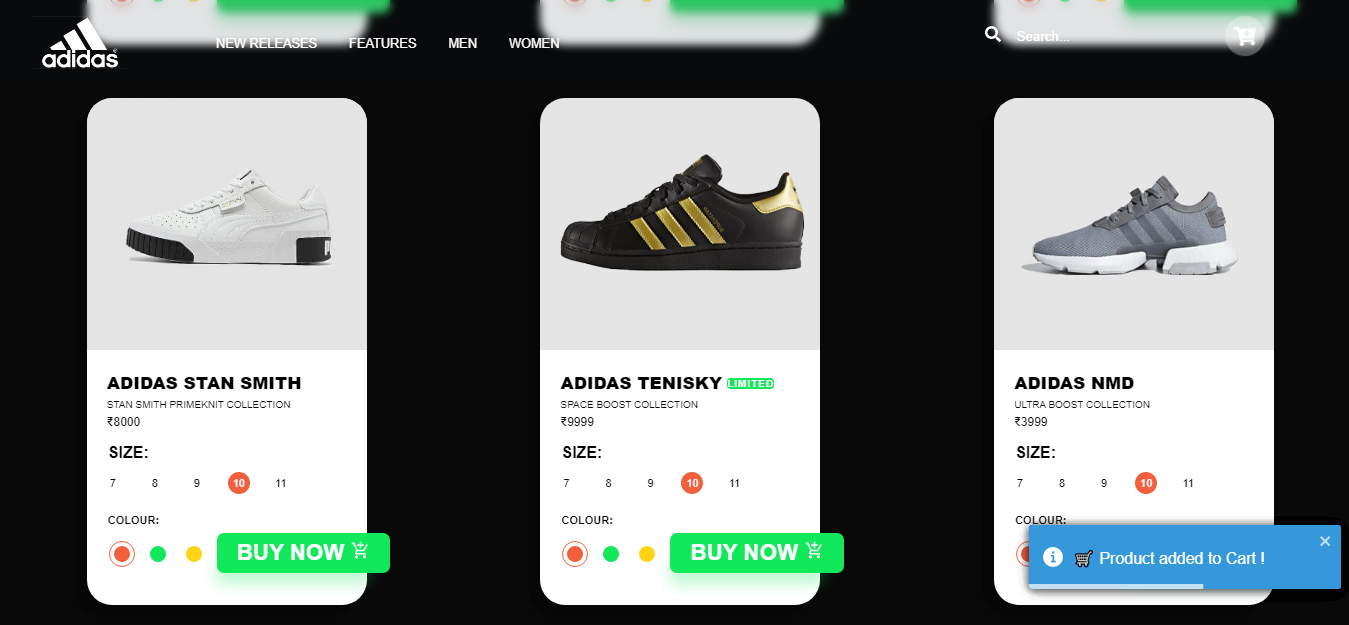 adidas
NEW RELEASES FEATURES MEN WOMEN
Search...
ADIDAS STAN SMITH
STAN SMITH PRIMEKNIT COLLECTION
₹8000
SIZE:
7 8 9 10 11
COLOUR:
BUY NOW
ADIDAS TENISKY LIMITED
SPACE BOOST COLLECTION
₹9999
SIZE:
7 8 9 10 11
COLOUR:
BUY NOW
ADIDAS NMD
ULTRA BOOST COLLECTION
₹3999
SIZE:
7 8 9 10 11
COLOUR:
Product added to Cart !